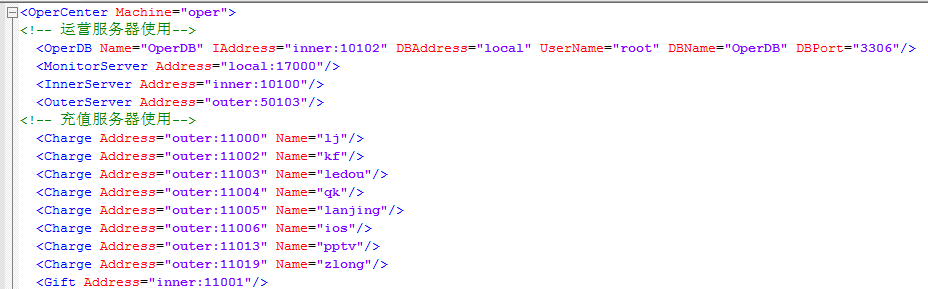 <OperCenter Machine="oper">
<!-- 运营服务器使用-->
<OperDB Name="OperDB" IAddress="inner:10102" DBAddress="local" UserName="root" DBName="OperDB" DBPort="3306"/>
<MonitorServer Address="local:17000"/>
<InnerServer Address="inner:10100"/>
<OuterServer Address="outer:50103"/>
<!-- 充值服务器使用-->
<Charge Address="outer:11000" Name="lj"/>
<Charge Address="outer:11002" Name="kf"/>
<Charge Address="outer:11003" Name="ledou"/>
<Charge Address="outer:11004" Name="qk"/>
<Charge Address="outer:11005" Name="lanjing"/>
<Charge Address="outer:11006" Name="ios"/>
<Charge Address="outer:11013" Name="pptv"/>
<Charge Address="outer:11019" Name="zlong"/>
<Gift Address="inner:11001"/>